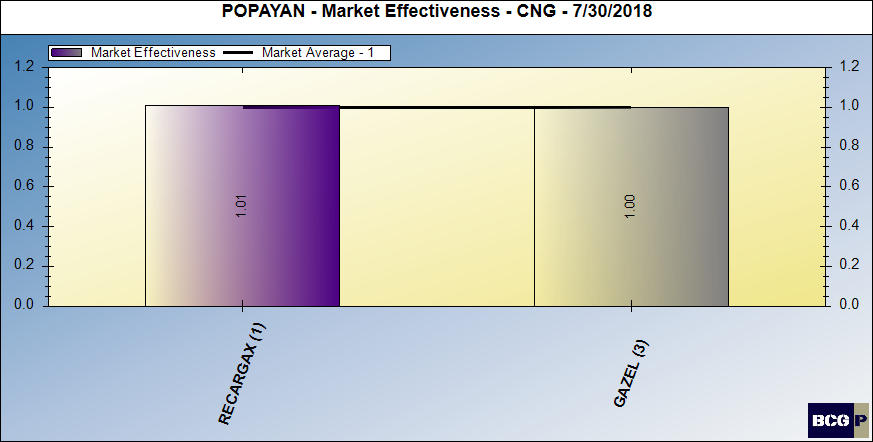 POPAYAN - Market Effectiveness - CNG - 7/30/2018
Market Effectiveness Market Average - 1
1.2 1.2
1.0 1.0
0.8 0.8
0.6 0.6
0.4 0.4
0.2 0.2
0.0 0.0
1.01 1.00
RECARGAX (1) GAZEL (3)
BCG P